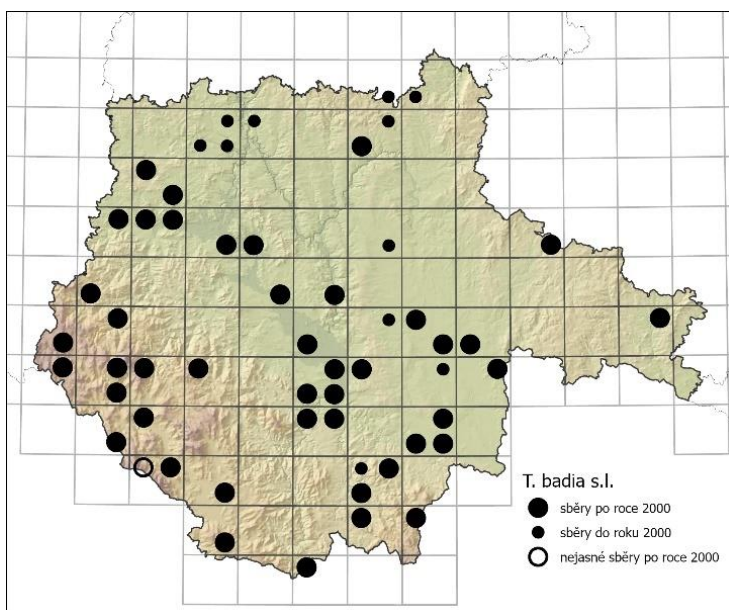 T. badia s.l.
sběry po roce 2000
sběry do roku 2000
nejasné sběry po roce 2000